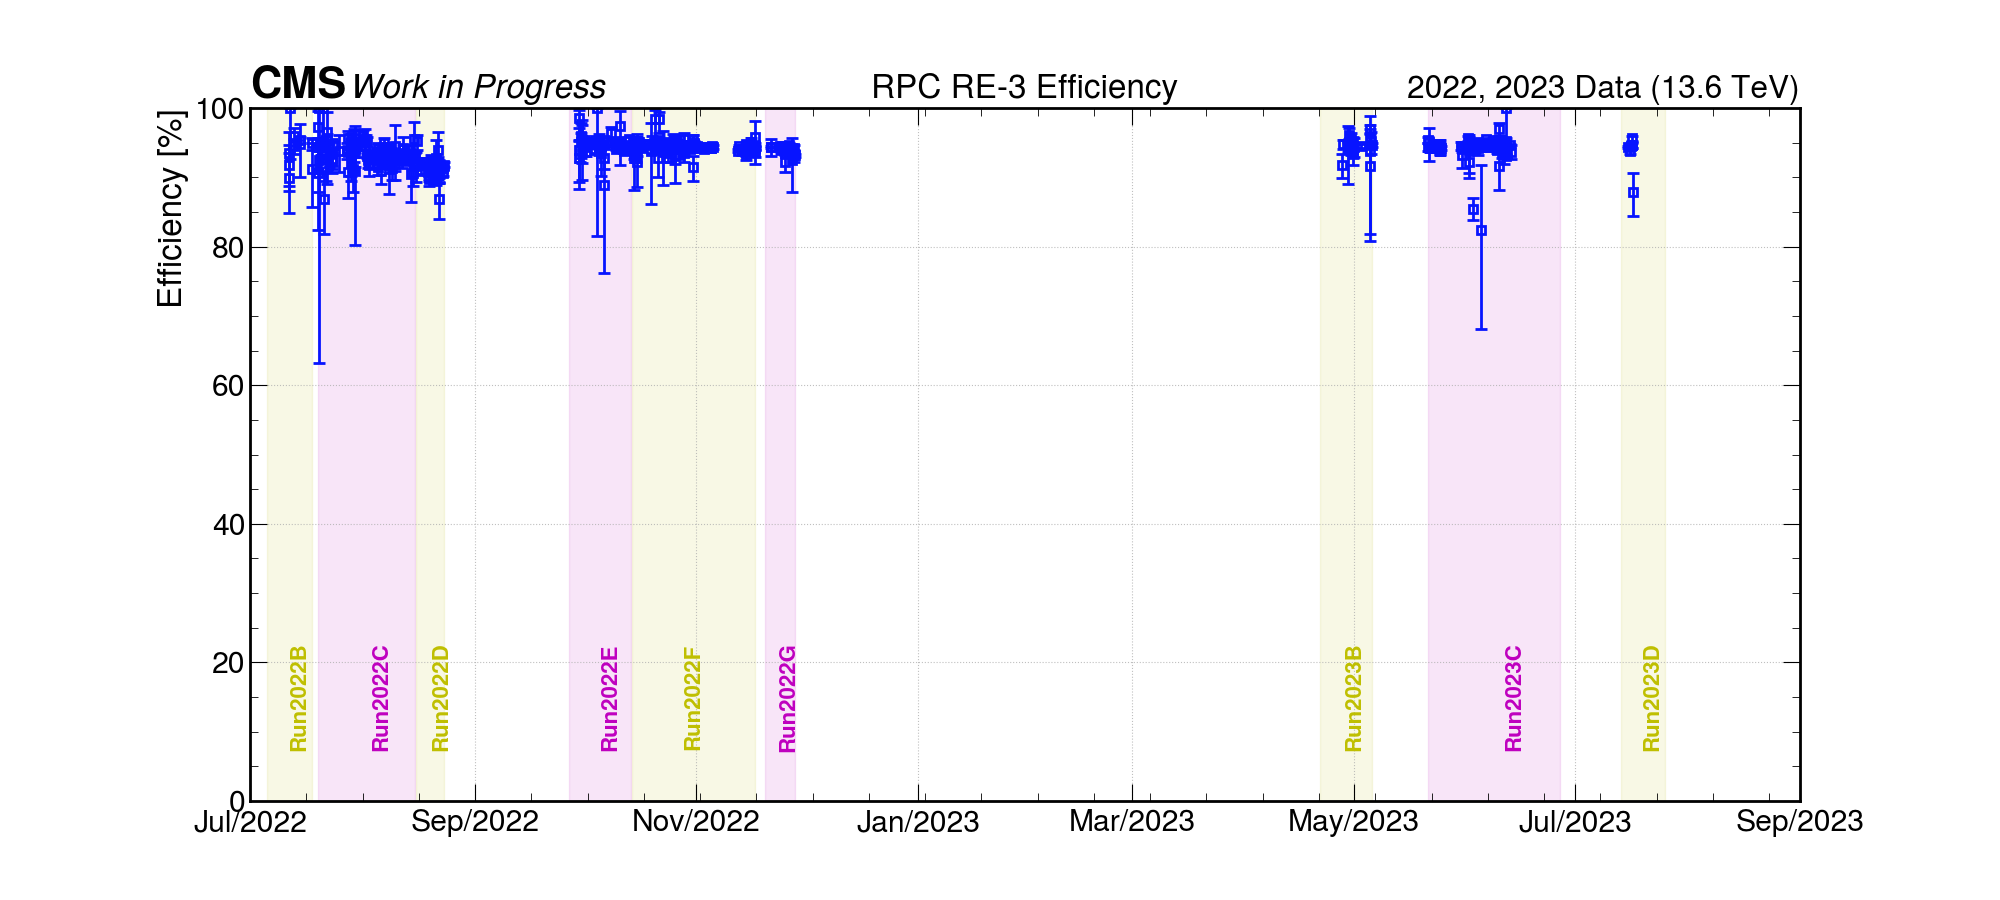 CMS Work in Progress RPC RE-3 Efficiency 2022, 2023 Data (13.6 TeV)
Efficiency [%]
100
80
60
40
20
0
Run2022B
Run2022C
Run2022D
Run2022E
Run2022F
Run2022G
Run2023B
Run2023C
Run2023D
Jul/2022 Sep/2022 Nov/2022 Jan/2023 Mar/2023 May/2023 Jul/2023 Sep/2023